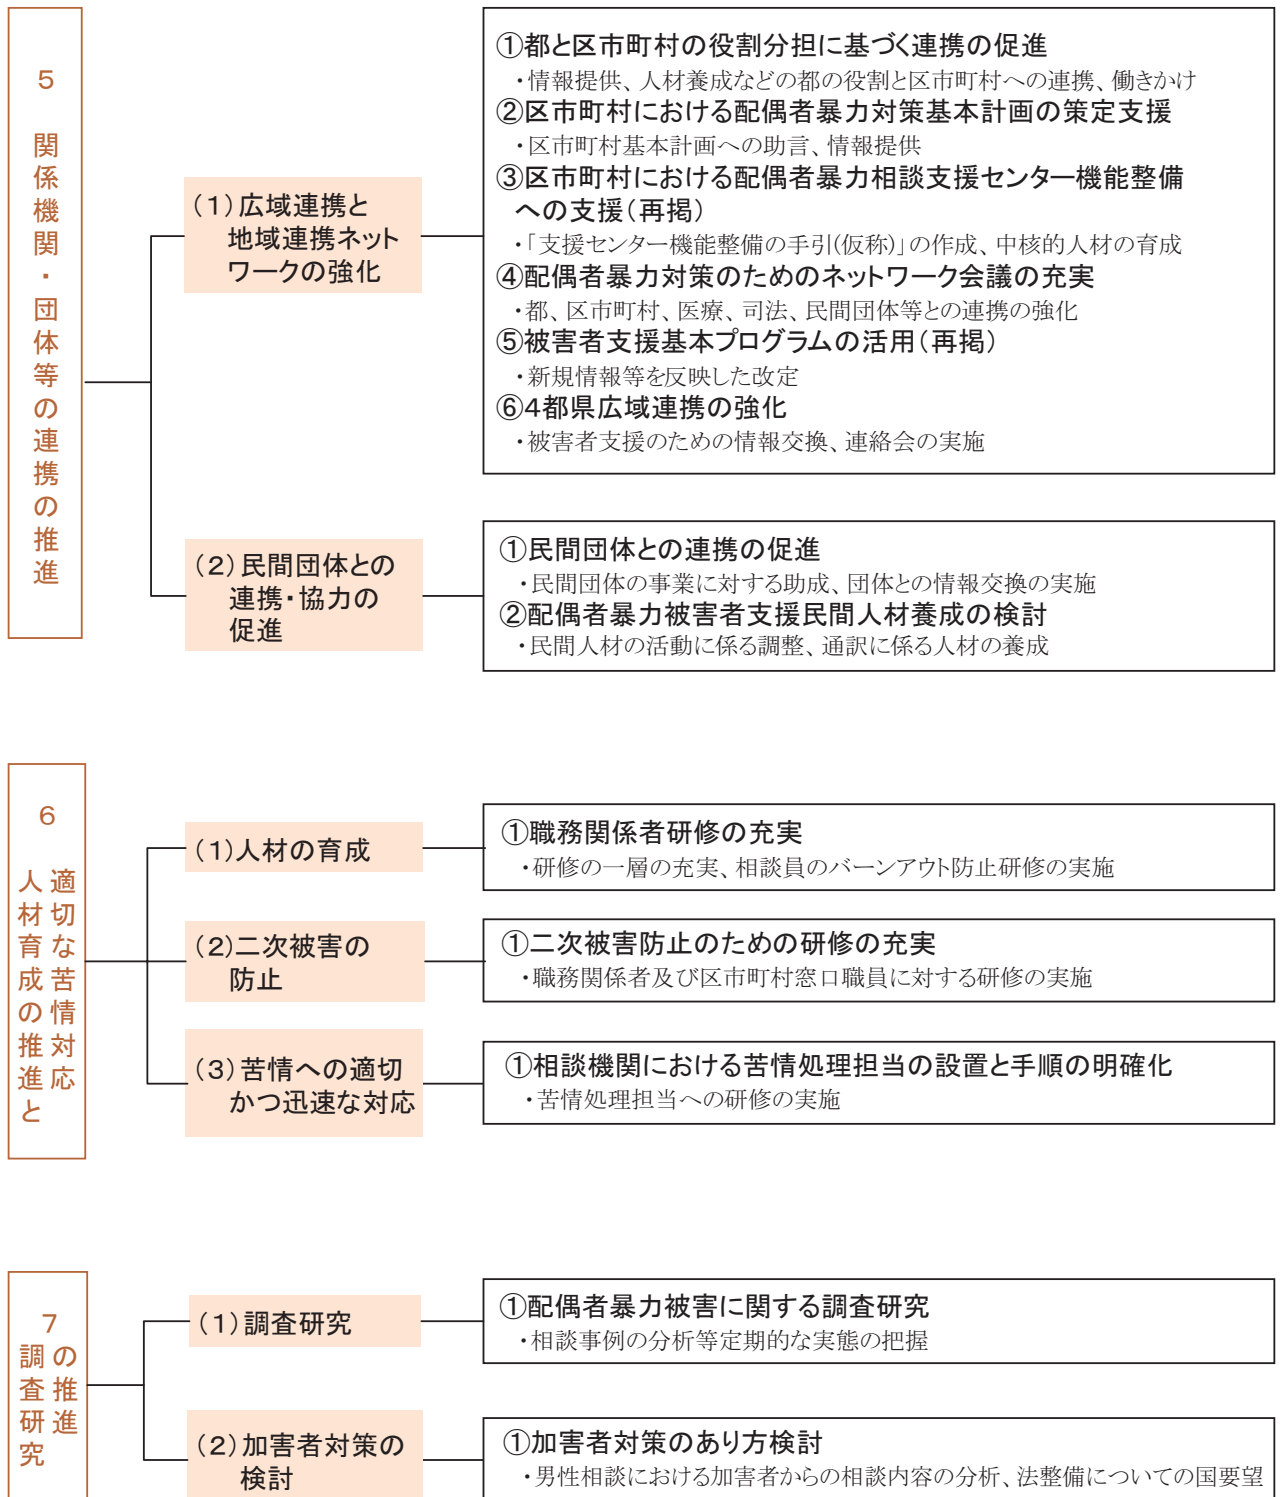 5 関係機関・団体等の連携の推進
(1)広域連携と
地域連携ネット
ワークの強化
①都と区市町村の役割分担に基づく連携の促進
・情報提供、人材養成などの都の役割と区市町村への連携、働きかけ
②区市町村における配偶者暴力対策基本計画の策定支援
・区市町村基本計画への助言、情報提供
③区市町村における配偶者暴力相談支援センター機能整備
への支援(再掲)
・「支援センター機能整備の手引(仮称)」の作成、中核的人材の育成
④配偶者暴力対策のためのネットワーク会議の充実
・都、区市町村、医療、司法、民間団体等との連携の強化
⑤被害者支援基本プログラムの活用(再掲)
・新規情報等を反映した改定
⑥4都県広域連携の強化
・被害者支援のための情報交換、連絡会の実施
(2)民間団体との
連携・協力の
促進
①民間団体との連携の促進
・民間団体の事業に対する助成、団体との情報交換の実施
②配偶者暴力被害者支援民間人材養成の検討
・民間人材の活動に係る調整、通訳に係る人材の養成
6
人材育成の推進と
適切な苦情対応
(1)人材の育成
①職務関係者研修の充実
・研修の一層の充実、相談員のバーンアウト防止研修の実施
(2)二次被害の
防止
①二次被害防止のための研修の充実
・職務関係者及び区市町村窓口職員に対する研修の実施
(3)苦情への適切
かつ迅速な対応
①相談機関における苦情処理担当の設置と手順の明確化
・苦情処理担当への研修の実施
7
調査研究
の推進
(1)調査研究
①配偶者暴力被害に関する調査研究
・相談事例の分析等定期的な実態の把握
(2)加害者対策の
検討
①加害者対策のあり方検討
・男性相談における加害者からの相談内容の分析、法整備についての国要望